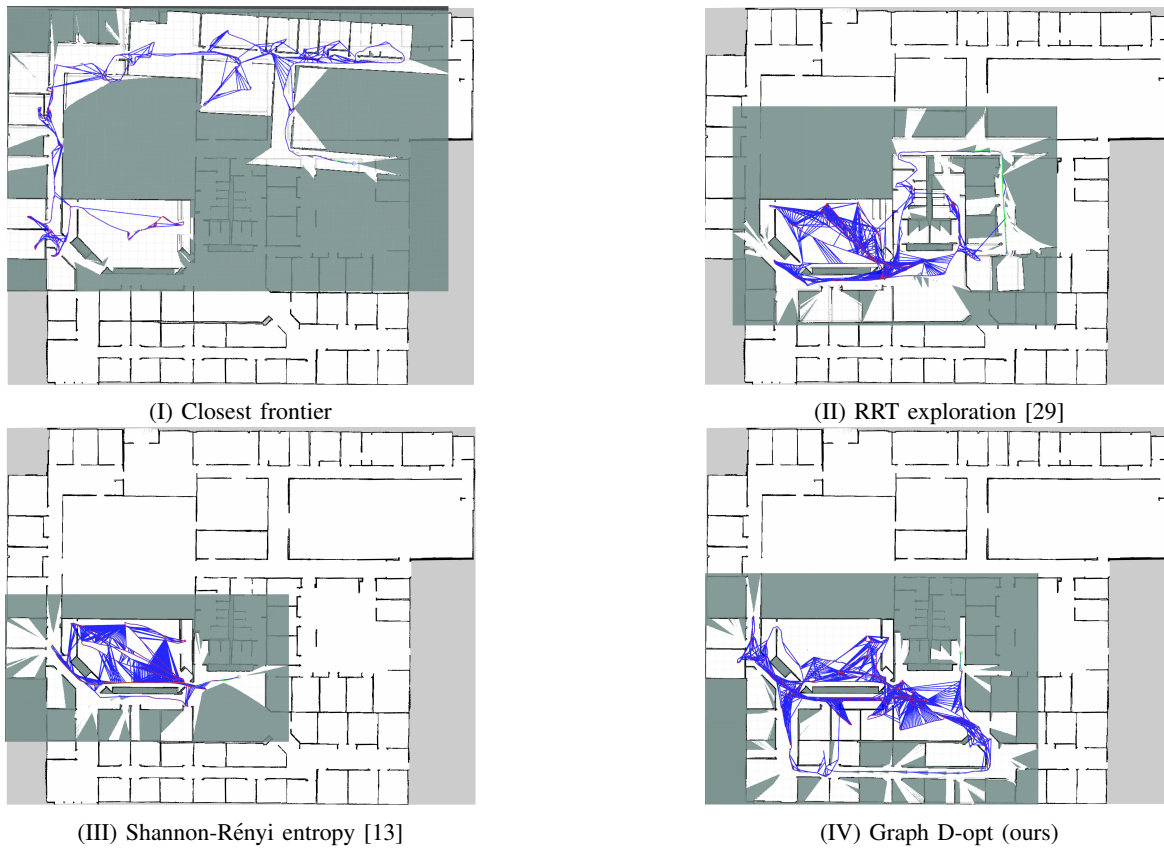 (I) Closest frontier
(II) RRT exploration [29]
(III) Shannon-Rényi entropy [13]
(IV) Graph D-opt (ours)